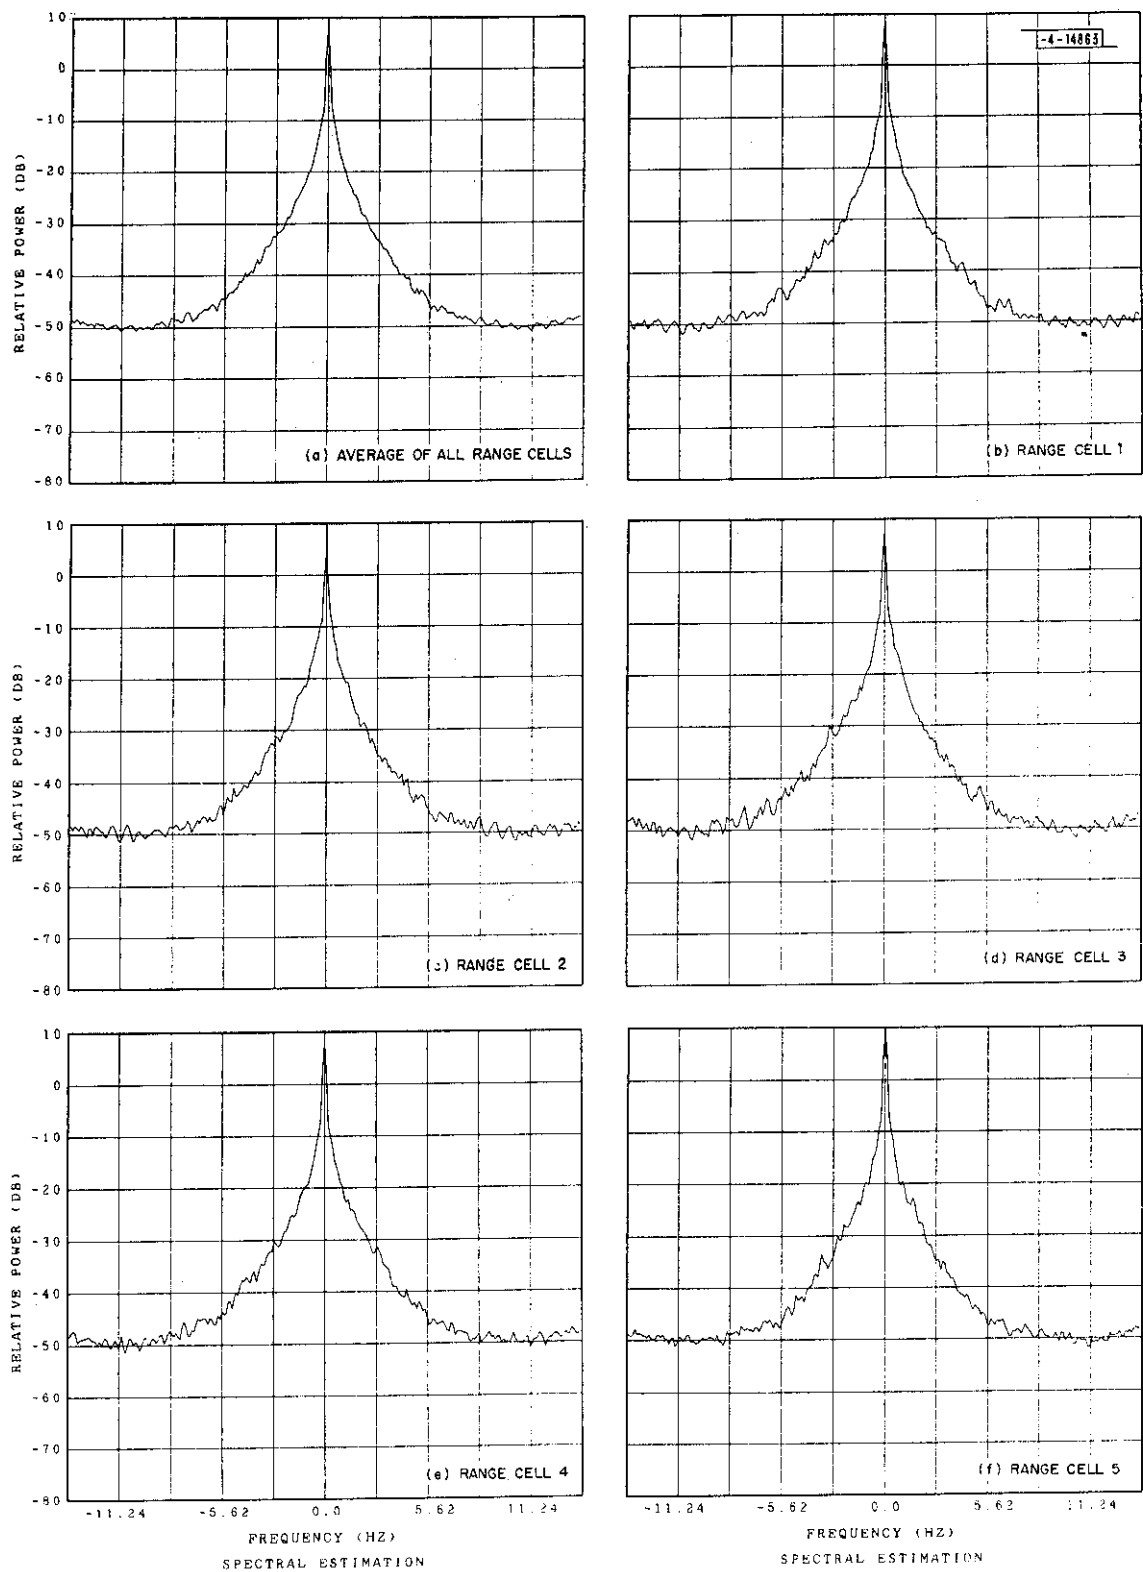 10
0
-10
-20
-30
-40
-50
-60
-70
-80
RELATIVE POWER (DB)
(a) AVERAGE OF ALL RANGE CELLS
-4-14863
(b) RANGE CELL 1
10
0
-10
-20
-30
-40
-50
-60
-70
-80
RELATIVE POWER (DB)
(c) RANGE CELL 2
(d) RANGE CELL 3
10
0
-10
-20
-30
-40
-50
-60
-70
-80
RELATIVE POWER (DB)
(e) RANGE CELL 4
(f) RANGE CELL 5
-11.24 -5.62 0.0 5.62 11.24
FREQUENCY (HZ)
SPECTRAL ESTIMATION
-11.24 -5.62 0.0 5.62 11.24
FREQUENCY (HZ)
SPECTRAL ESTIMATION